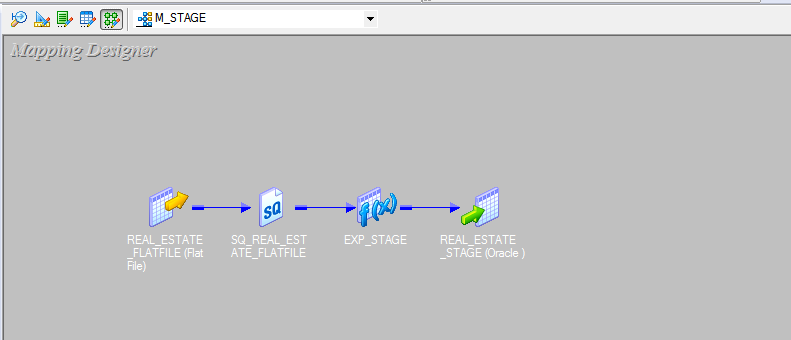 M_STAGE
Mapping Designer
REAL_ESTATE
_FLATFILE (Flat
File)
SQ_REAL_EST
ATE_FLATFILE
EXP_STAGE
REAL_ESTATE
_STAGE (Oracle )
SQ
f(x)